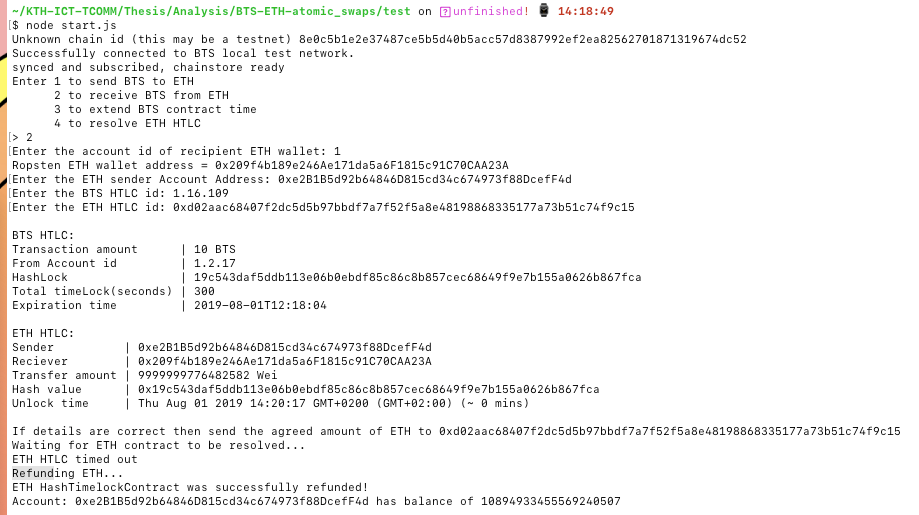 ~/KTH-ICT-TCOMM/Thesis/Analysis/BTS-ETH-atomic_swaps/test on ⍰unfinished! ⌚ 14:18:49
[$ node start.js
Unknown chain id (this may be a testnet) 8e0c5b1e2e37487ce5b5d40b5acc57d8387992ef2ea82562701871319674dc52
Successfully connected to BTS local test network.
synced and subscribed, chainstore ready
Enter 1 to send BTS to ETH
      2 to receive BTS from ETH
      3 to extend BTS contract time
      4 to resolve ETH HTLC
[> 2
[Enter the account id of recipient ETH wallet: 1
Ropsten ETH wallet address = 0x209f4b189e246Ae171da5a6F1815c91C70CAA23A
[Enter the ETH sender Account Address: 0xe2B1B5d92b64846D815cd34c674973f88DcefF4d
[Enter the BTS HTLC id: 1.16.109
[Enter the ETH HTLC id: 0xd02aac68407f2dc5d5b97bbdf7a7f52f5a8e48198868335177a73b51c74f9c15
BTS HTLC:
Transaction amount      | 10 BTS
From Account id         | 1.2.17
HashLock                | 19c543daf5ddb113e06b0ebdf85c86c8b857cec68649f9e7b155a0626b867fca
Total timeLock(seconds) | 300
Expiration time         | 2019-08-01T12:18:04
ETH HTLC:
Sender          | 0xe2B1B5d92b64846D815cd34c674973f88DcefF4d
Reciever        | 0x209f4b189e246Ae171da5a6F1815c91C70CAA23A
Transfer amount | 9999999776482582 Wei
Hash value      | 0x19c543daf5ddb113e06b0ebdf85c86c8b857cec68649f9e7b155a0626b867fca
Unlock time     | Thu Aug 01 2019 14:20:17 GMT+0200 (GMT+02:00) (~ 0 mins)
If details are correct then send the agreed amount of ETH to 0xd02aac68407f2dc5d5b97bbdf7a7f52f5a8e48198868335177a73b51c74f9c15
Waiting for ETH contract to be resolved...
ETH HTLC timed out
Refunding ETH...
ETH HashTimelockContract was successfully refunded!
Account: 0xe2B1B5d92b64846D815cd34c674973f88DcefF4d has balance of 10894933455569240507